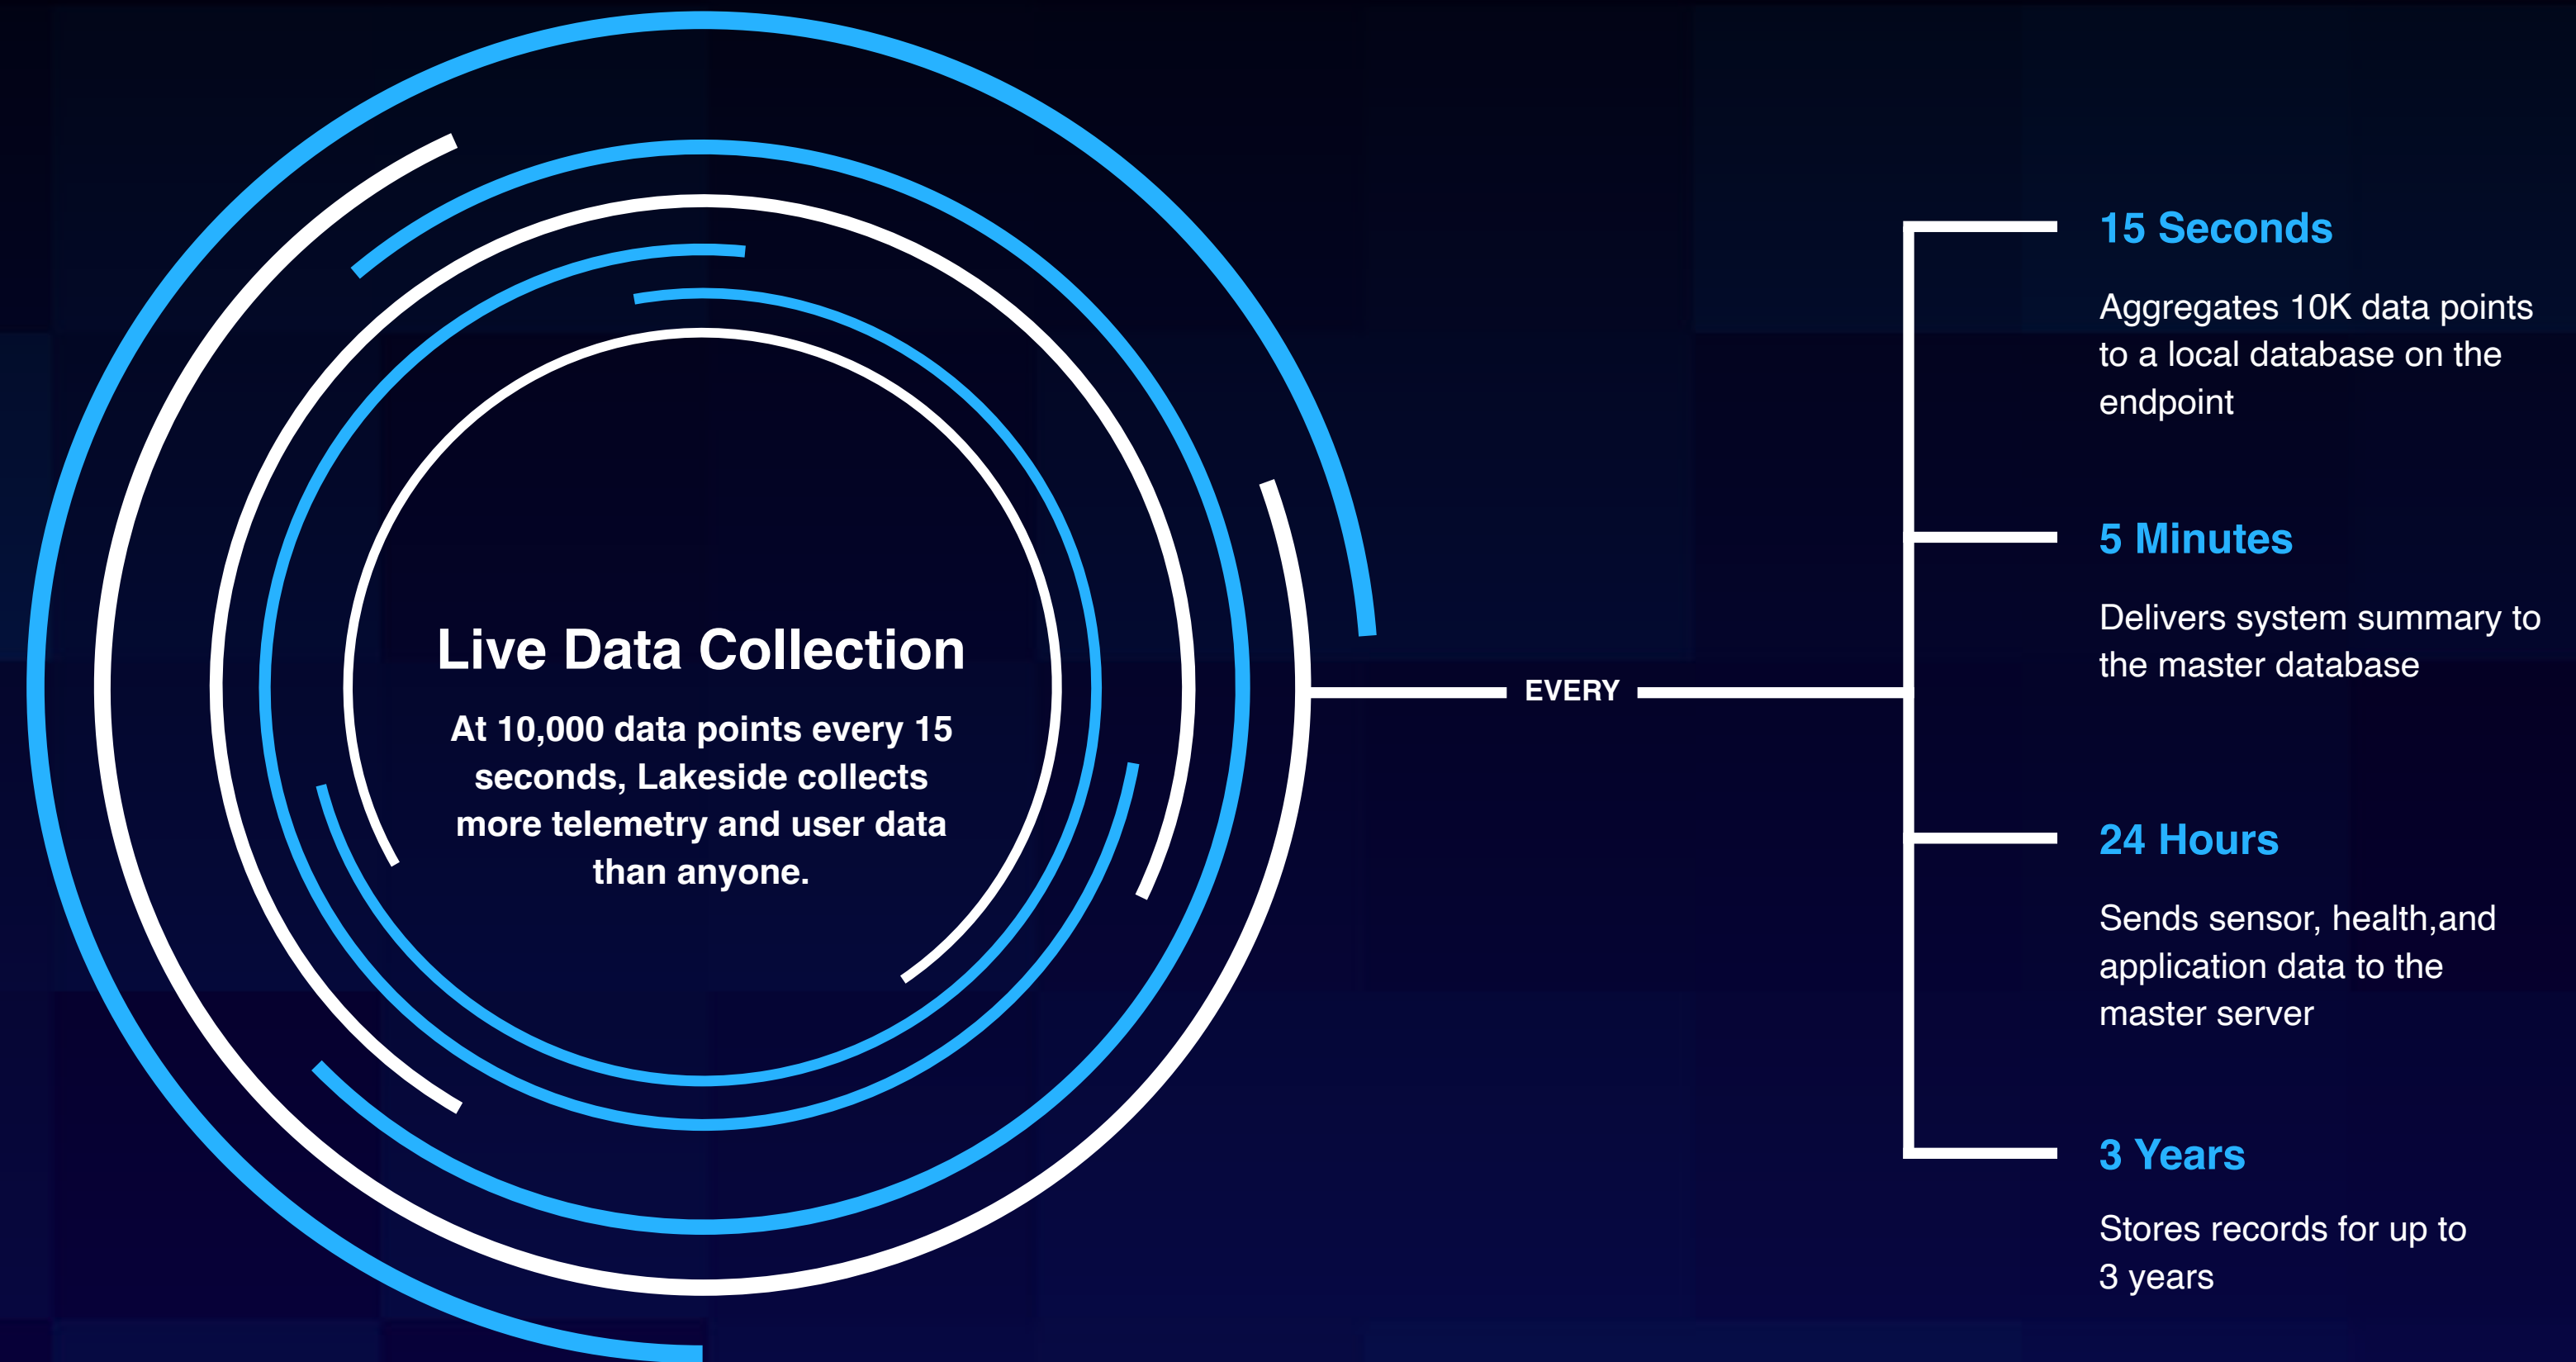 Live Data Collection
At 10,000 data points every 15
seconds, Lakeside collects
more telemetry and user data
than anyone.
EVERY
15 Seconds
Aggregates 10K data points
to a local database on the
endpoint
5 Minutes
Delivers system summary to
the master database
24 Hours
Sends sensor, health,and
application data to the
master server
3 Years
Stores records for up to
3 years